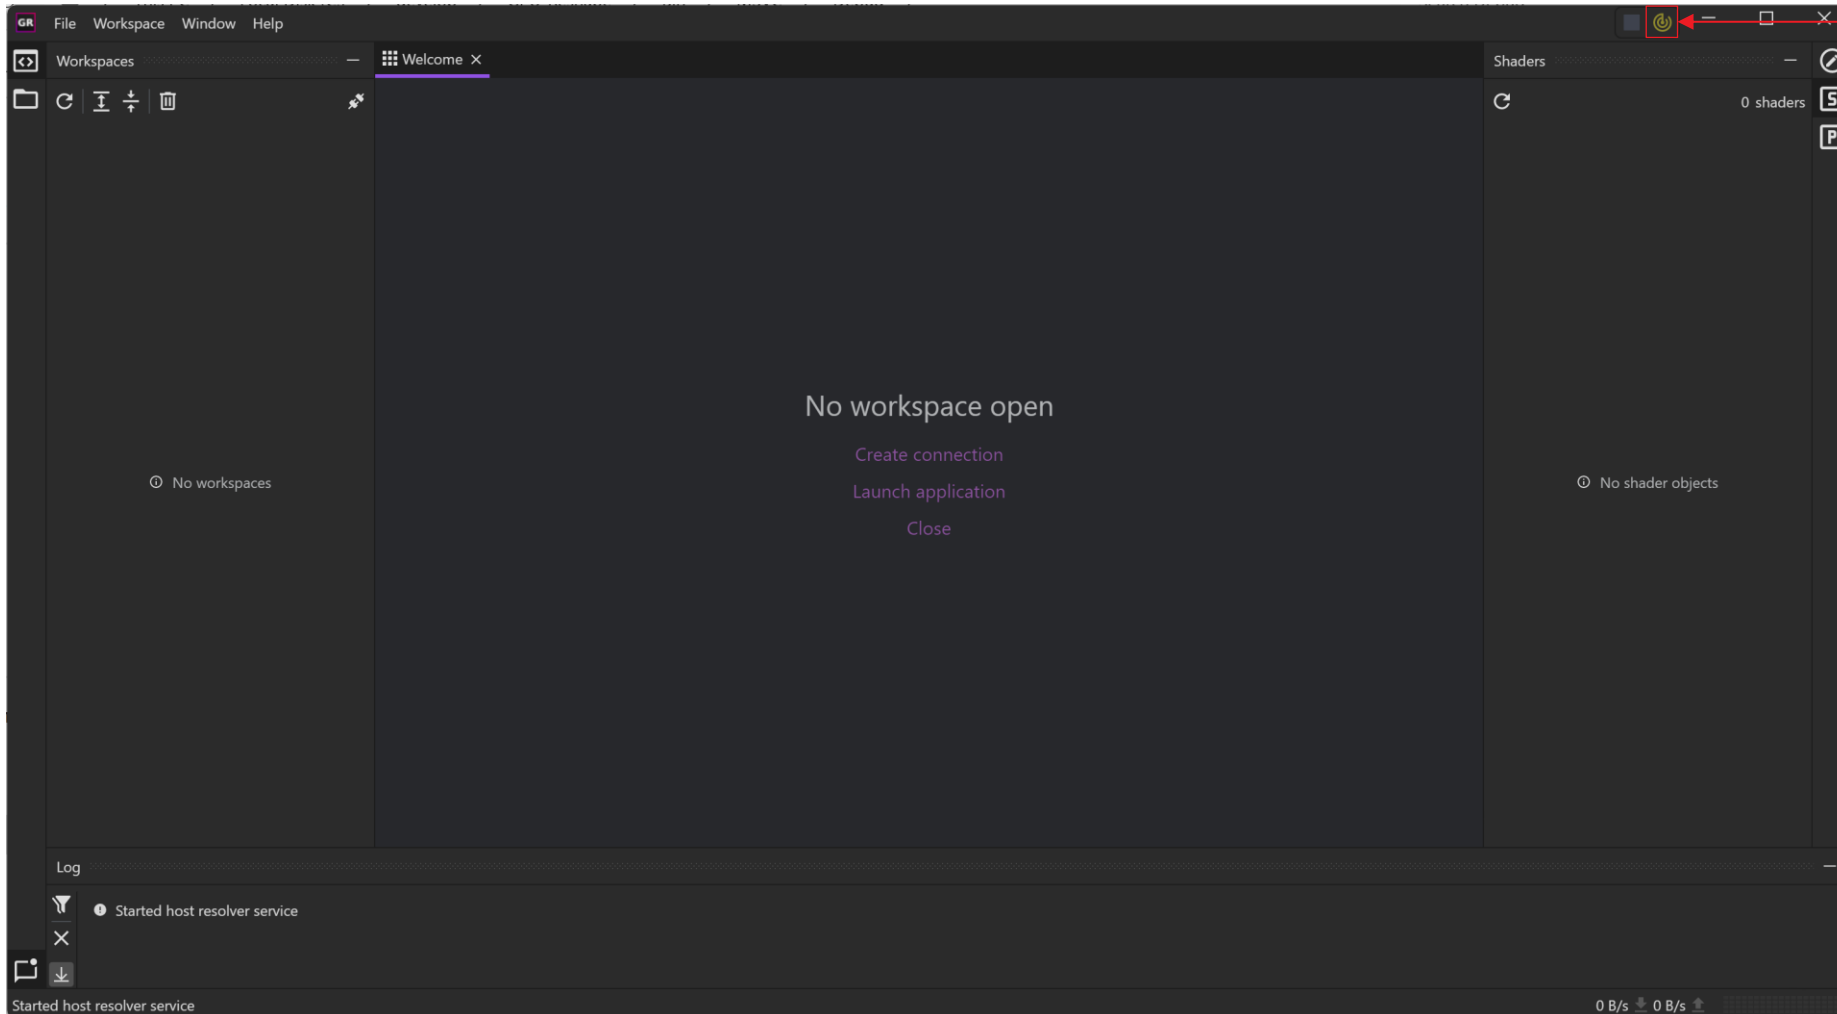 GR File Workspace Window Help
Workspaces
Welcome
Shaders
0 shaders
S
P
No workspace open
Create connection
Launch application
Close
No workspaces
No shader objects
Log
Started host resolver service
Started host resolver service
0 B/s 0 B/s